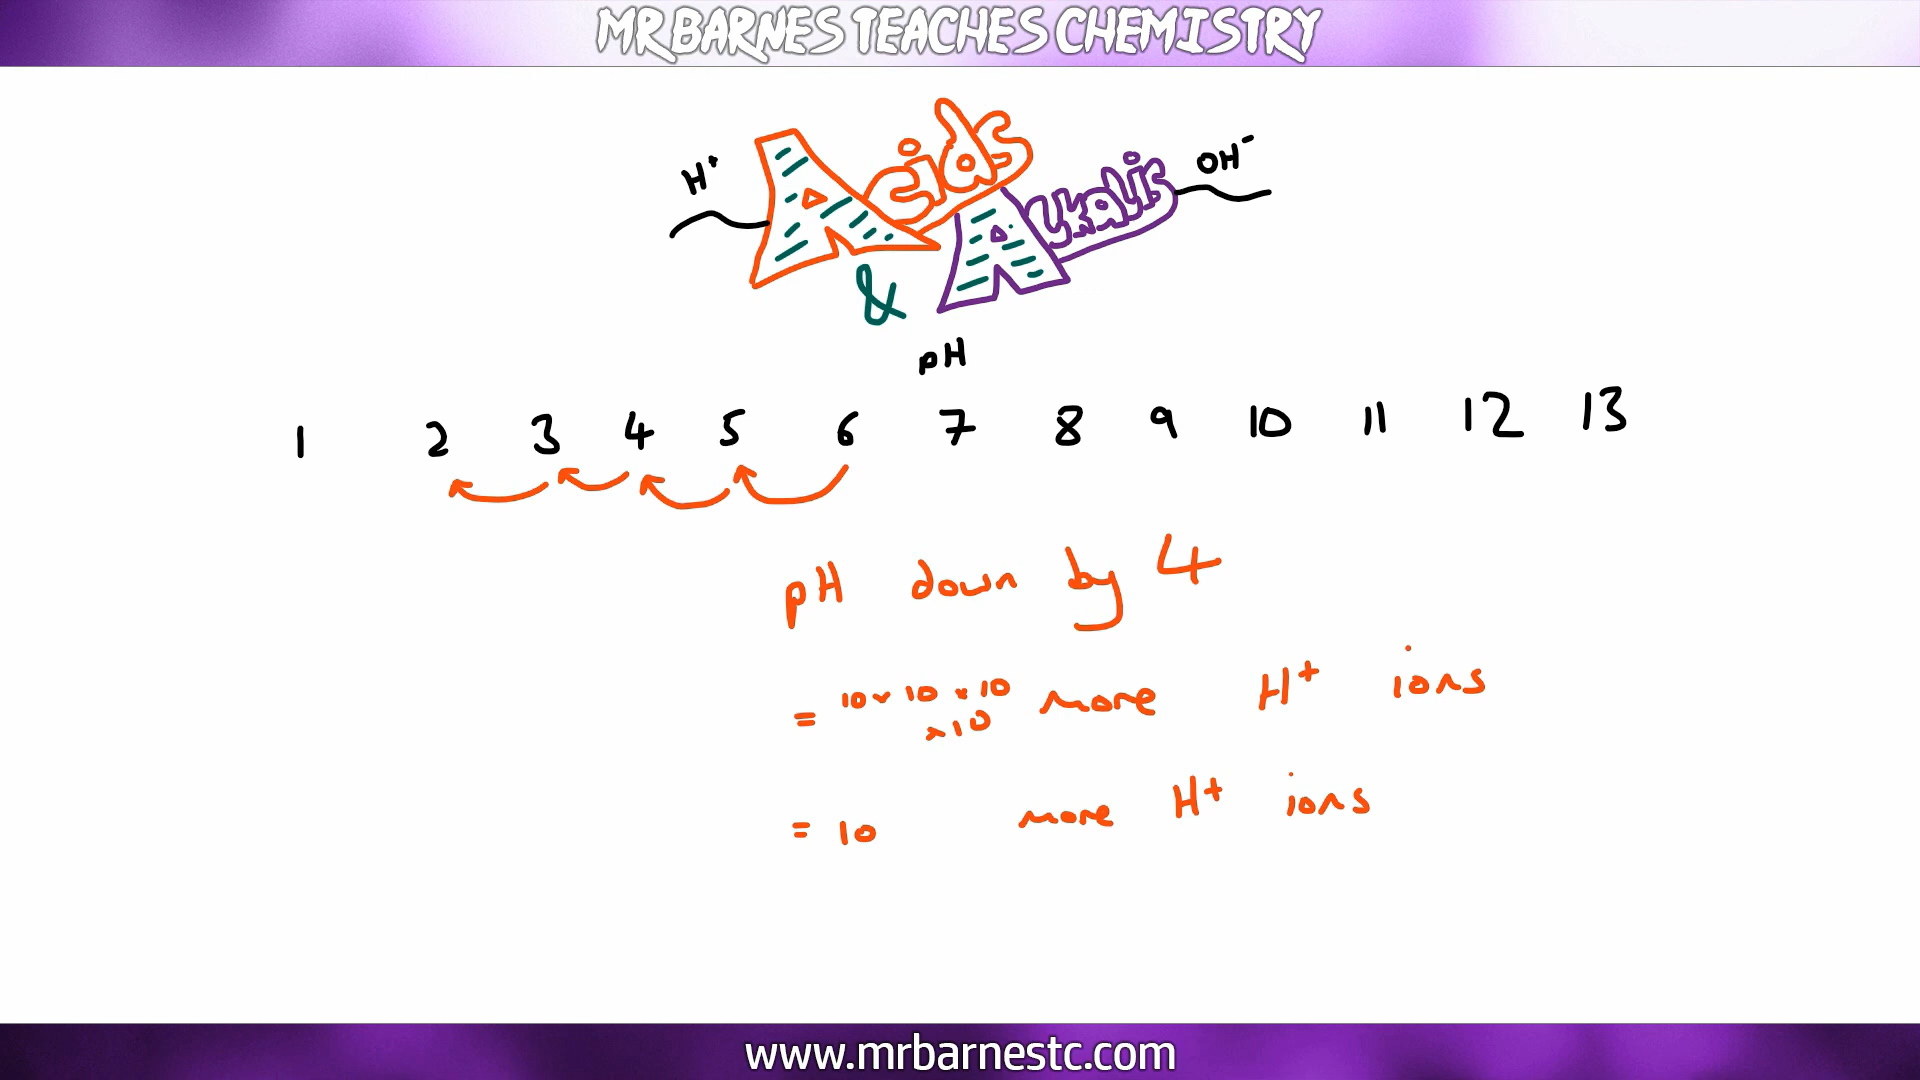 MR BARNES TEACHES CHEMISTRY
H⁺ Acids
& Alkalis OH⁻
pH
1 2 3 4 5 6 7 8 9 10 11 12 13
pH down by 4
= 10 × 10 × 10 × 10 more H⁺ ions
= 10 more H⁺ ions
www.mrbarnestc.com